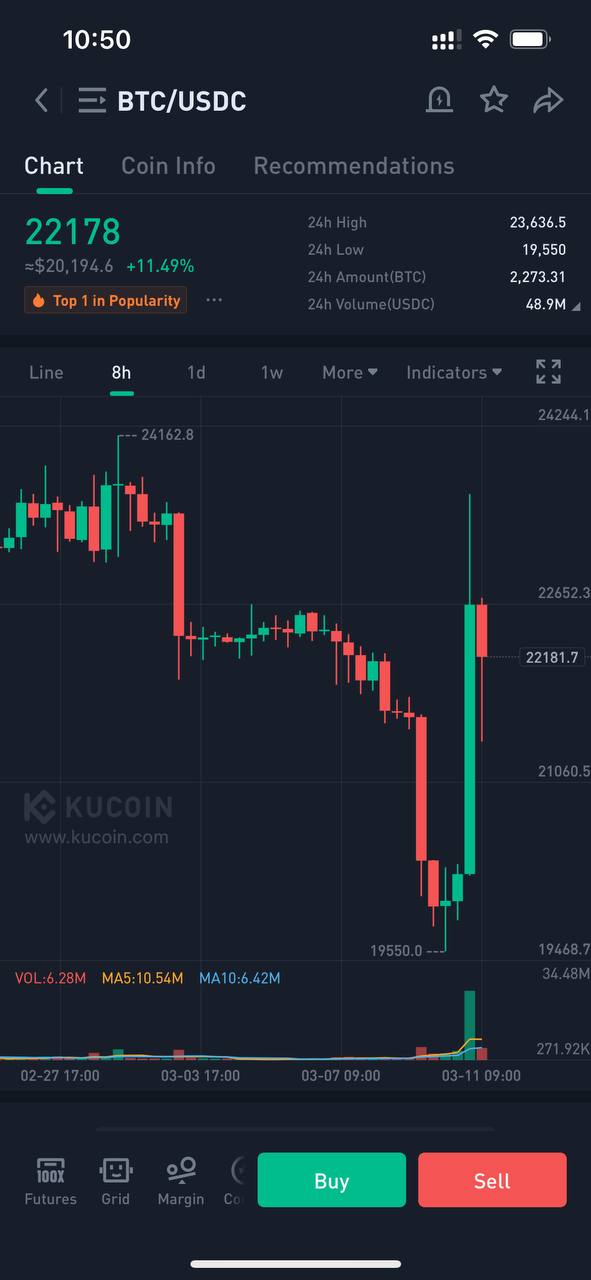 10:50
BTC/USDC
Chart Coin Info Recommendations
22178
≈$20,194.6 +11.49%
Top 1 in Popularity ...
24h High 23,636.5
24h Low 19,550
24h Amount(BTC) 2,273.31
24h Volume(USDC) 48.9M
Line 8h 1d 1w More Indicators
24244.1
24162.8
22652.3
22181.7
21060.5
KUCOIN
www.kucoin.com
19550.0
19468.7
VOL:6.28M MA5:10.54M MA10:6.42M
34.48M
271.92K
02-27 17:00 03-03 17:00 03-07 09:00 03-11 09:00
100X
Futures Grid Margin Co
Buy Sell